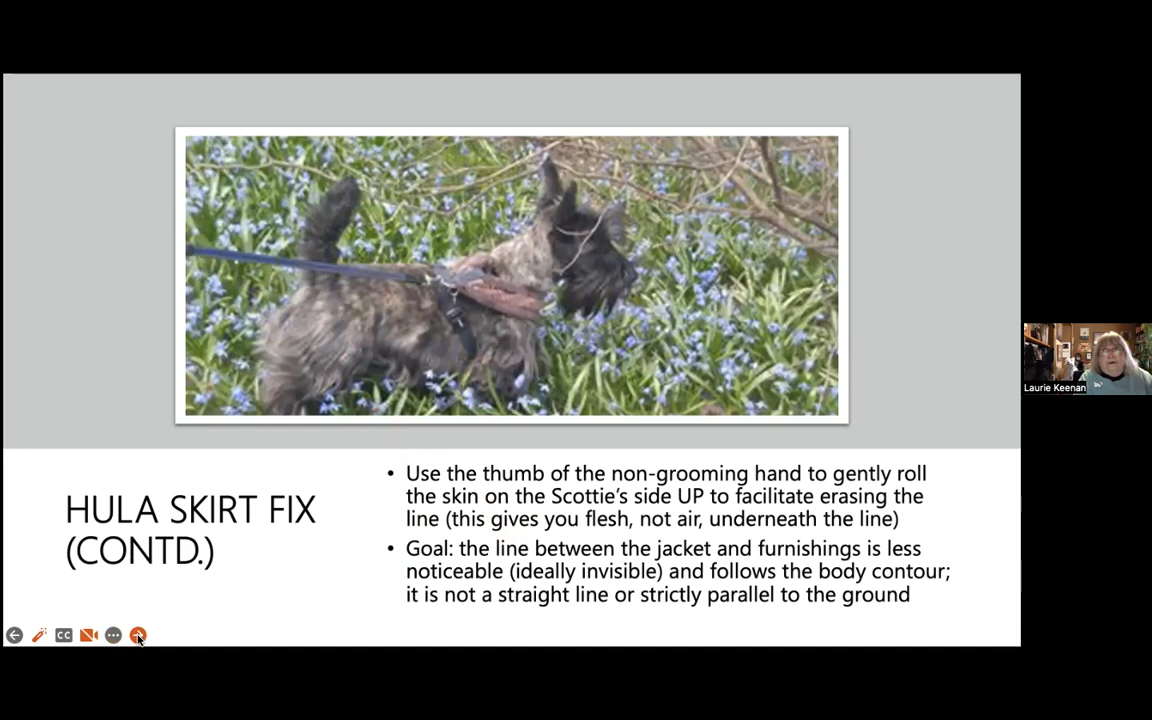 HULA SKIRT FIX
(CONTD.)
• Use the thumb of the non-grooming hand to gently roll
the skin on the Scottie's side UP to facilitate erasing the
line (this gives you flesh, not air, underneath the line)
• Goal: the line between the jacket and furnishings is less
noticeable (ideally invisible) and follows the body contour;
it is not a straight line or strictly parallel to the ground
Laurie Keenan
CC